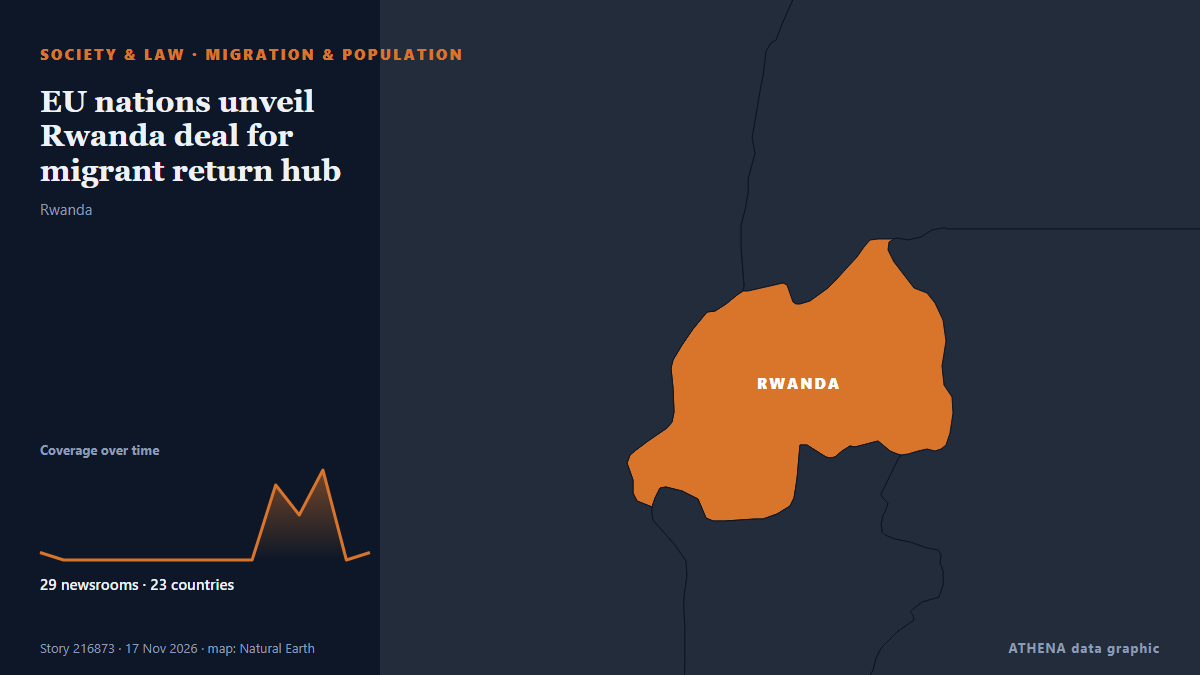 SOCIETY & LAW · MIGRATION & POPULATION
EU nations unveil
Rwanda deal for
migrant return hub
Rwanda
RWANDA
Coverage over time
29 newsrooms · 23 countries
Story 216873 · 17 Nov 2026 · map: Natural Earth
ATHENA data graphic